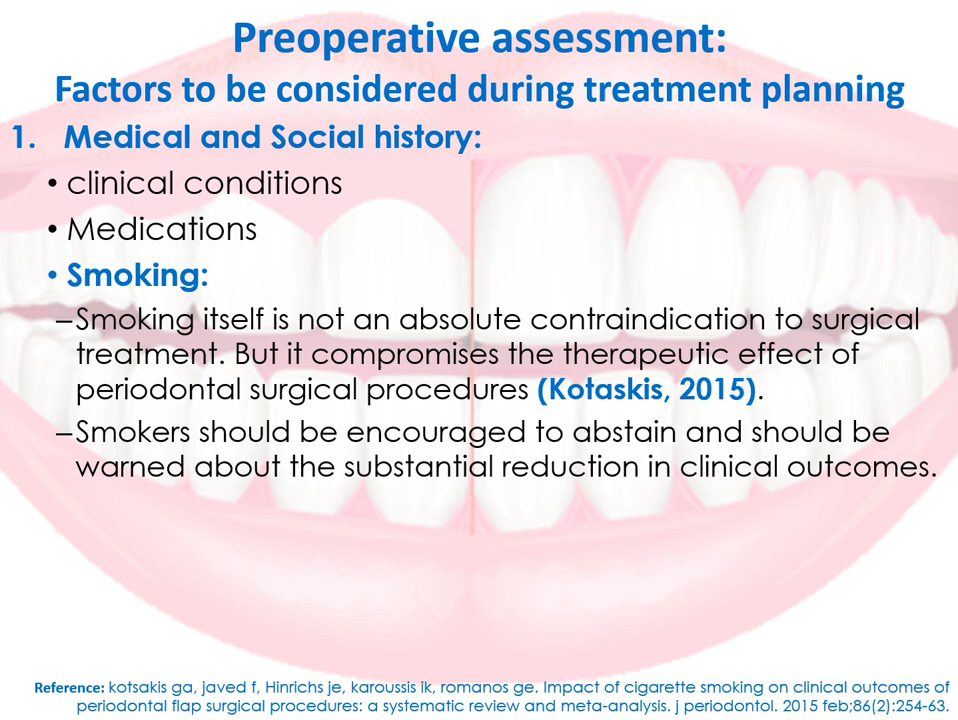 Preoperative assessment:
Factors to be considered during treatment planning
1. Medical and Social history:
• clinical conditions
• Medications
• Smoking:
–Smoking itself is not an absolute contraindication to surgical
treatment. But it compromises the therapeutic effect of
periodontal surgical procedures (Kotaskis, 2015).
–Smokers should be encouraged to abstain and should be
warned about the substantial reduction in clinical outcomes.
Reference: kotsakis ga, javed f, Hinrichs je, karoussis ik, romanos ge. Impact of cigarette smoking on clinical outcomes of
periodontal flap surgical procedures: a systematic review and meta-analysis. j periodontol. 2015 feb;86(2):254-63.